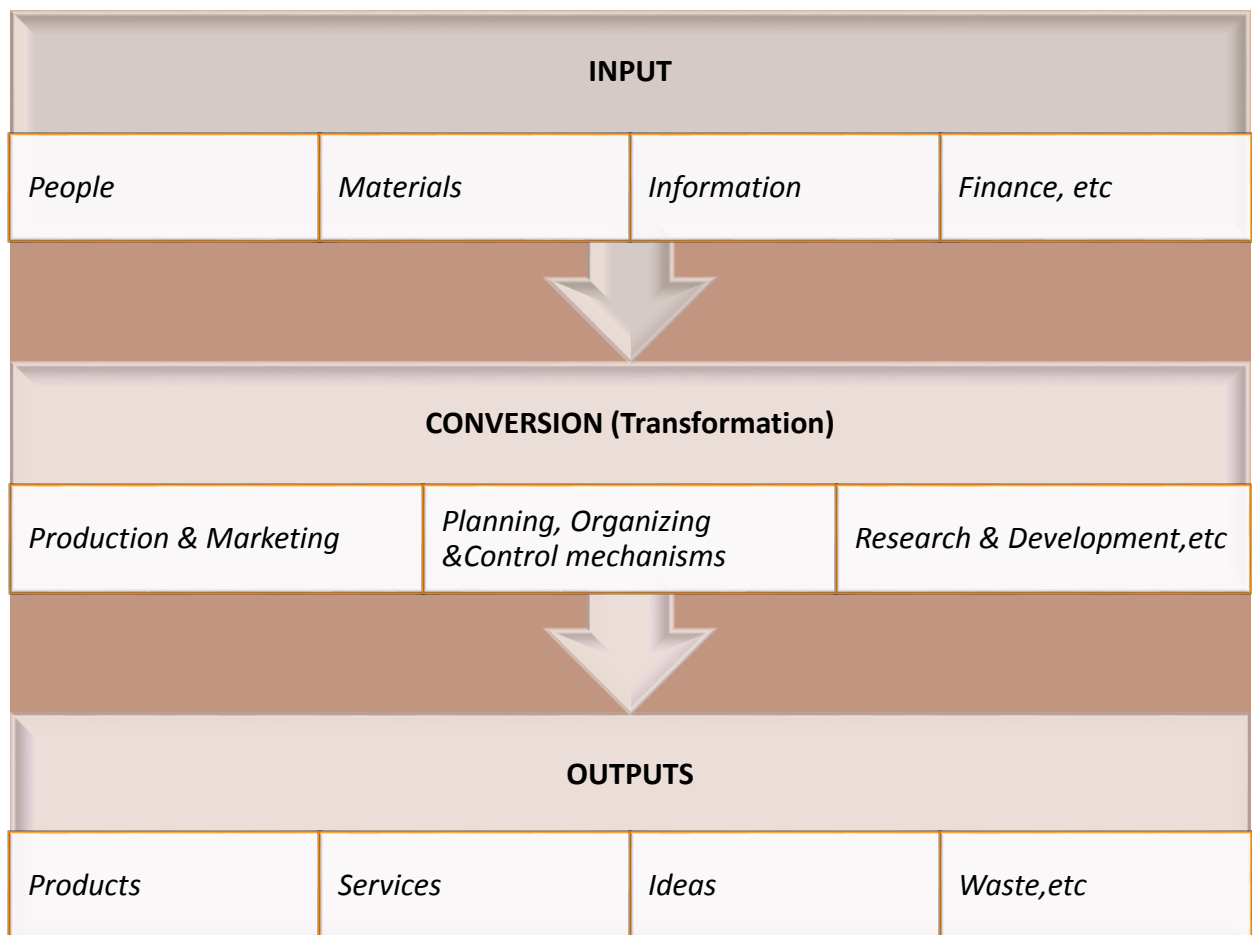 INPUT
People
Materials
Information
Finance, etc
CONVERSION (Transformation)
Production & Marketing
Planning, Organizing
&Control mechanisms
Research & Development,etc
OUTPUTS
Products
Services
Ideas
Waste,etc